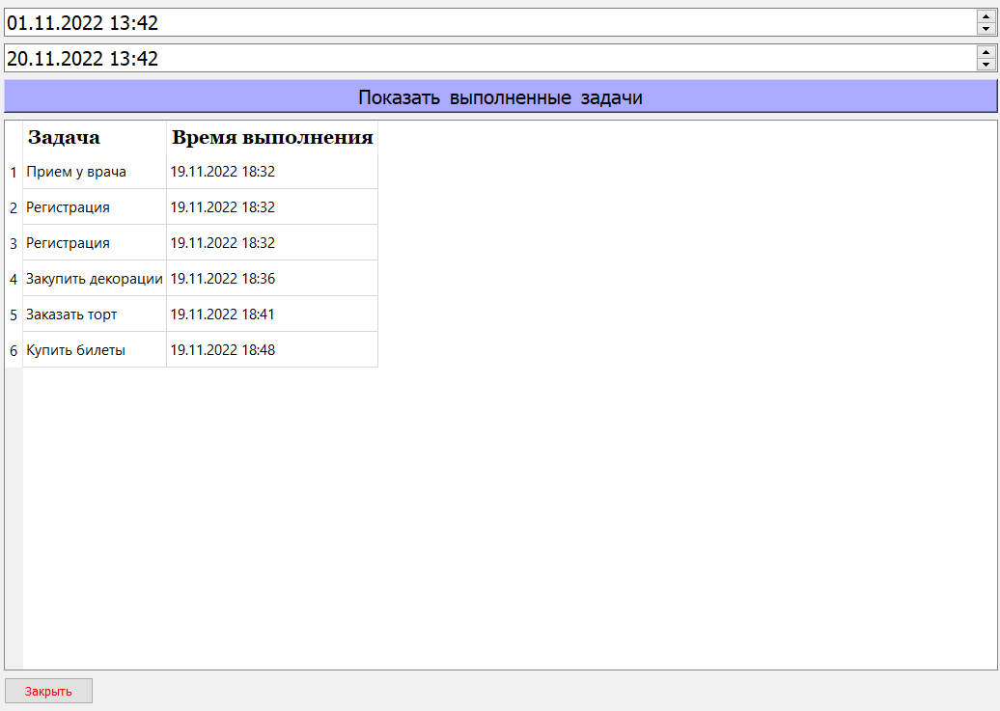 01.11.2022 13:42
20.11.2022 13:42
Показать выполненные задачи
Задача Время выполнения
1 Прием у врача 19.11.2022 18:32
2 Регистрация 19.11.2022 18:32
3 Регистрация 19.11.2022 18:32
4 Закупить декорации 19.11.2022 18:36
5 Заказать торт 19.11.2022 18:41
6 Купить билеты 19.11.2022 18:48
Закрыть